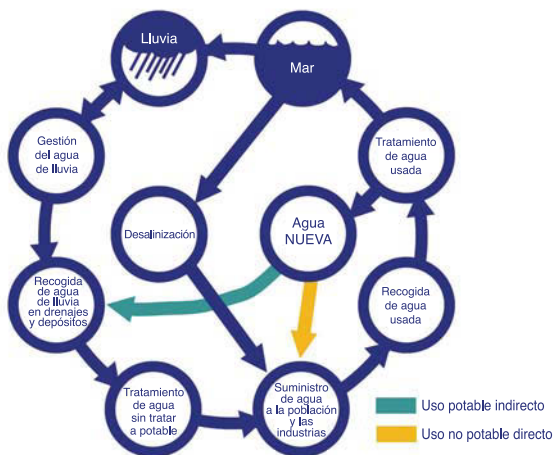 Lluvia
Mar
Gestión
del agua
de lluvia
Tratamiento
de agua
usada
Desalinización
Agua
NUEVA
Recogida
de agua
de lluvia
en drenajes
y depósitos
Recogida
de agua
usada
Tratamiento
de agua
sin tratar
a potable
Suministro
de agua
a la población
y las
industrias
Uso potable indirecto
Uso no potable directo